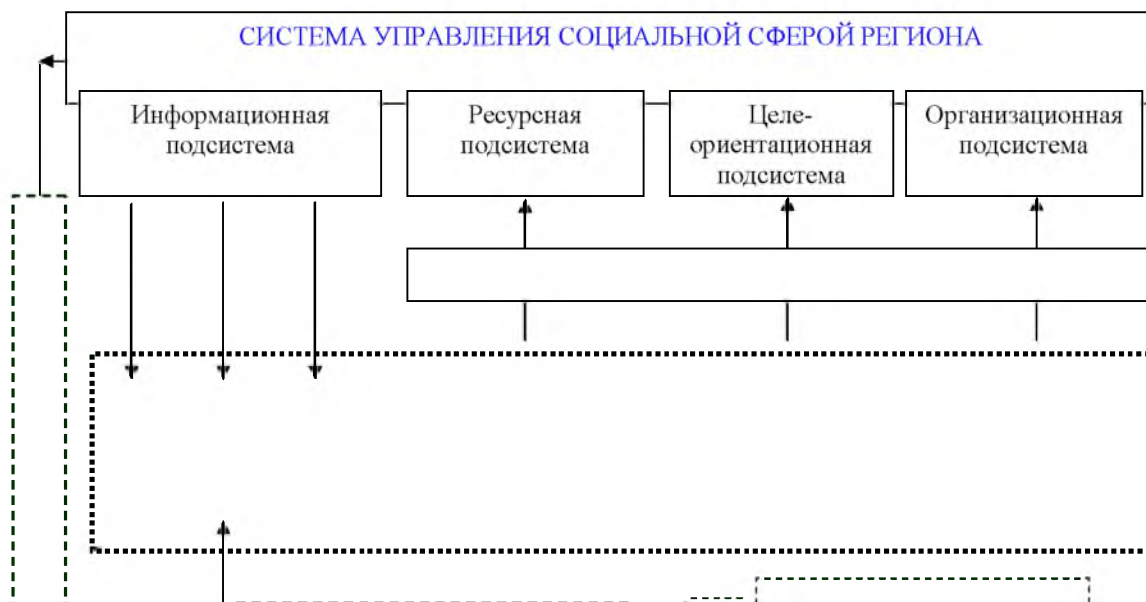 СИСТЕМА УПРАВЛЕНИЯ СОЦИАЛЬНОЙ СФЕРОЙ РЕГИОНА
Информационная
подсистема
Ресурсная
подсистема
Целе-
ориентационная
подсистема
Организационная
подсистема